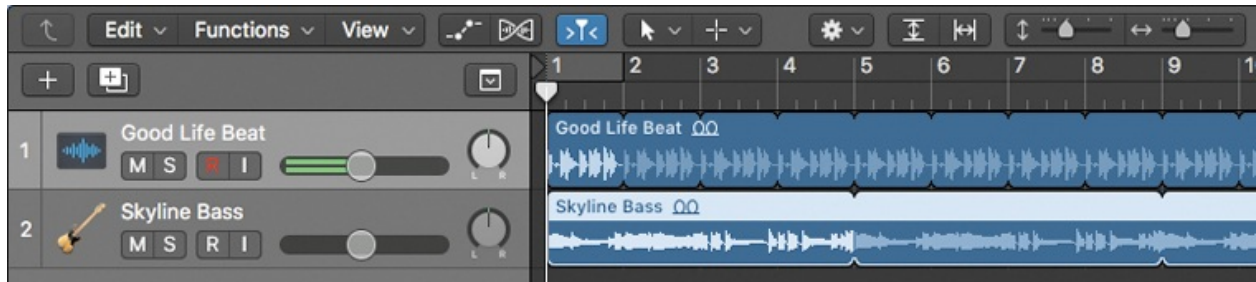 Edit Functions View
1 2 3 4 5 6 7 8 9 1
1 Good Life Beat
M S R I
L R
Good Life Beat
2 Skyline Bass
M S R I
L R
Skyline Bass